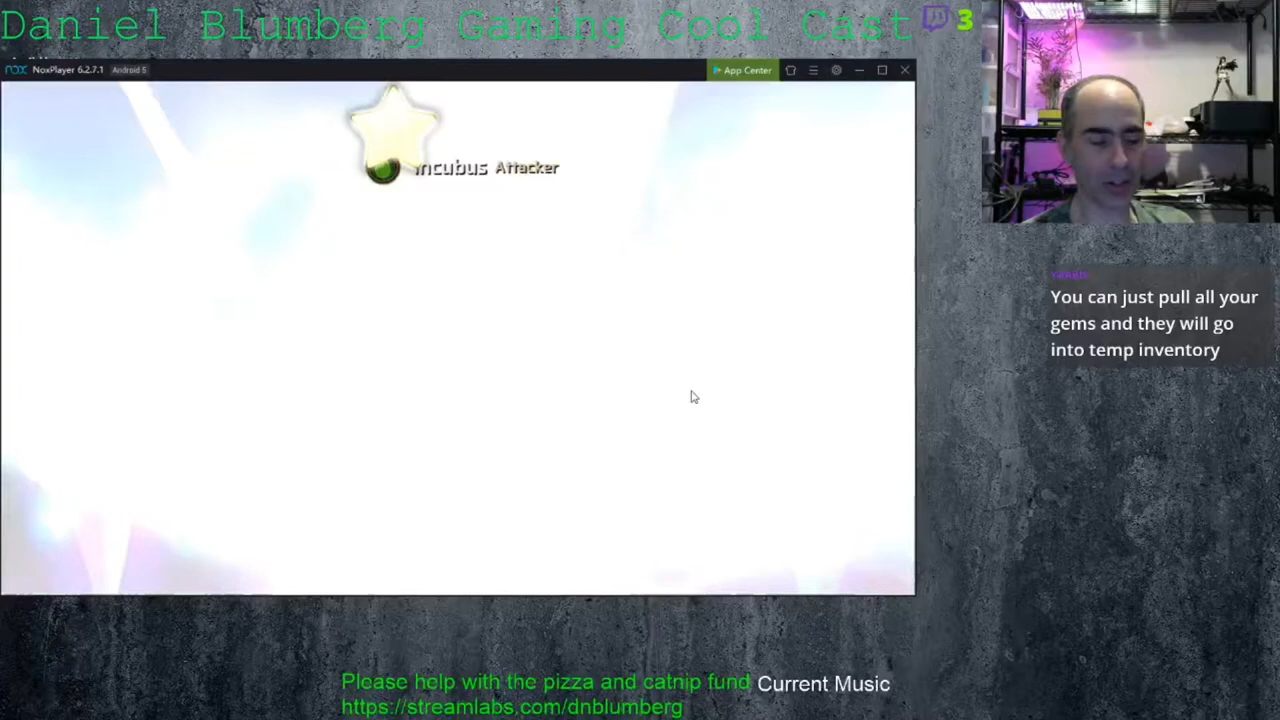 Daniel Blumberg Gaming Cool Cast 3
nox NoxPlayer 6.2.7.1 Android 5
App Center
Incubus Attacker
You can just pull all your
gems and they will go
into temp inventory
Please help with the pizza and catnip fund
https://streamlabs.com/dnblumberg
Current Music